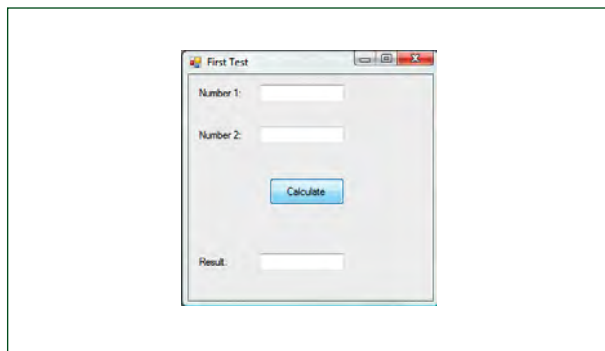 First Test
Number 1:
Number 2:
Calculate
Result: